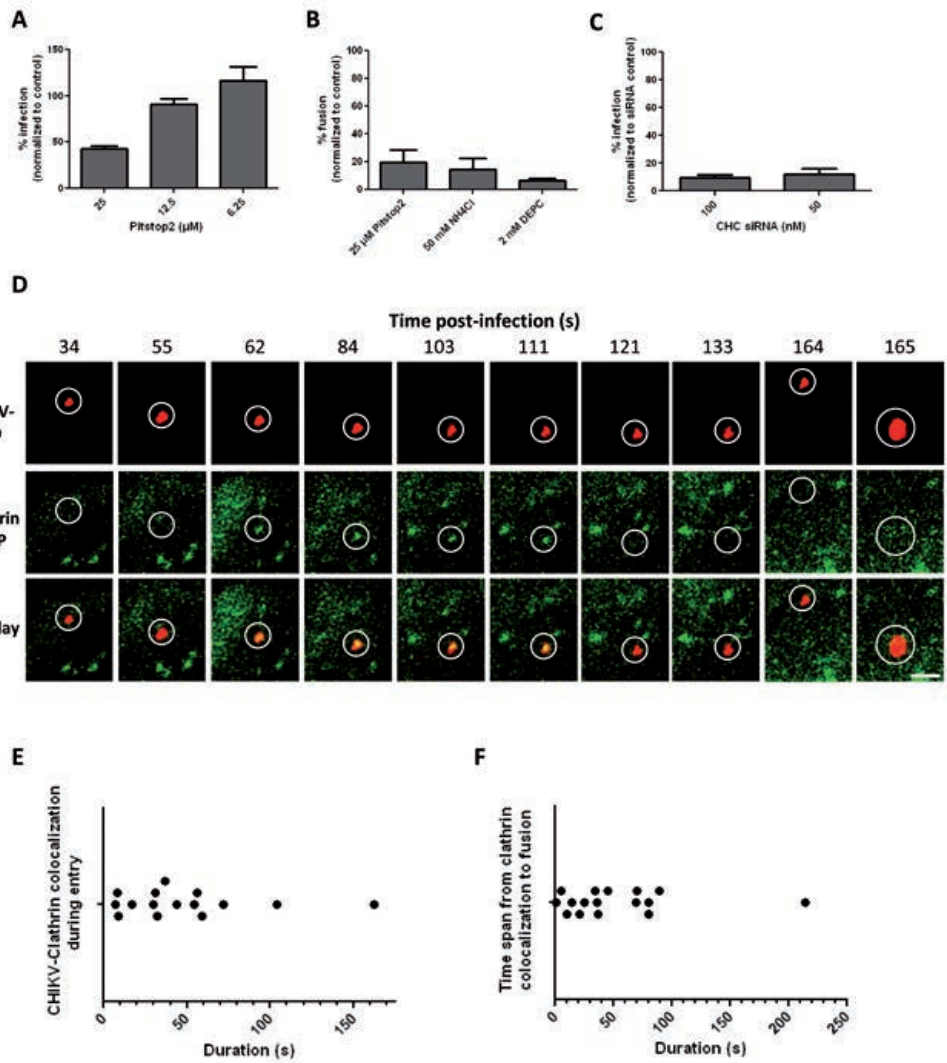 A
% infection
(normalized to control)
150
100
50
0
25
12.5
6.25
Pitstop2 (µM)
B
% fusion
(normalized to control)
100
80
60
40
20
0
25 µM Pitstop2
50 mM NH4Cl
2 mM DEPC
C
% infection
(normalized to siRNA control)
100
80
60
40
20
0
100
50
CHC siRNA (nM)
D
Time post-infection (s)
34 55 62 84 103 111 121 133 164 165
V-
rin
P
lay
E
CHIKV-Clathrin colocalization
during entry
0
50
100
150
Duration (s)
F
Time span from clathrin
colocalization to fusion
0
50
100
150
200
250
Duration (s)